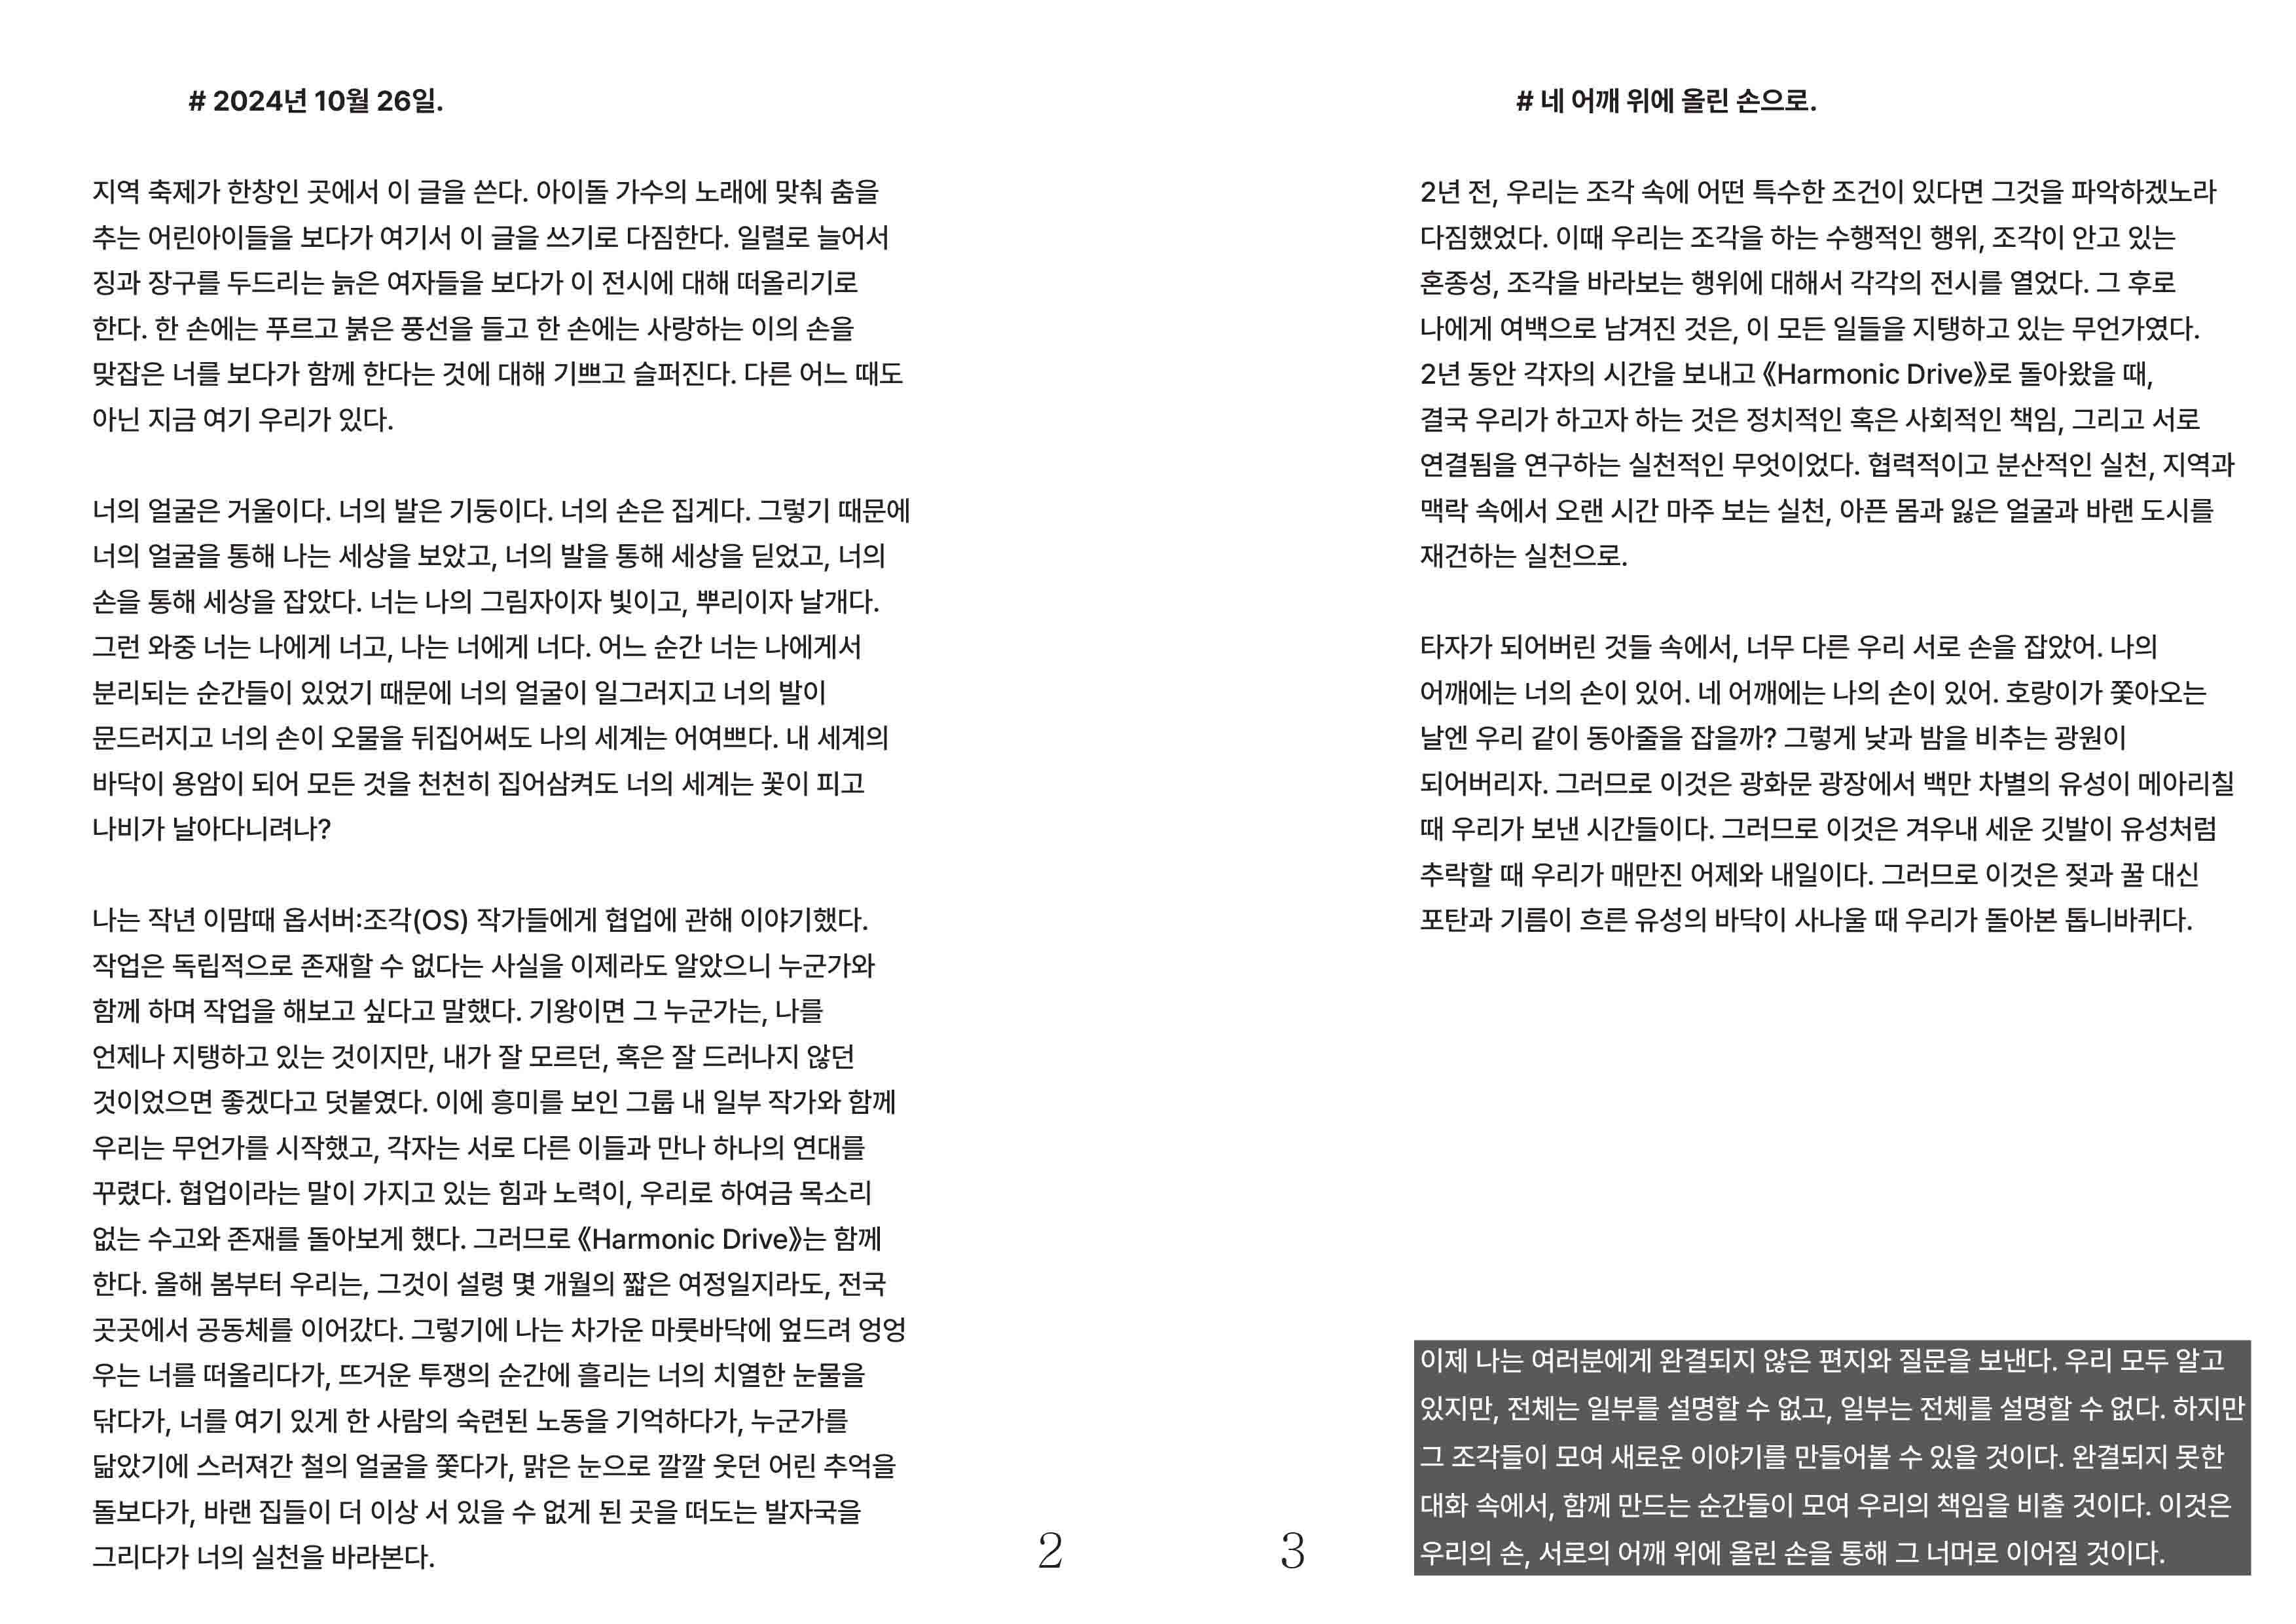 # 2024년 10월 26일.
지역 축제가 한창인 곳에서 이 글을 쓴다. 아이돌 가수의 노래에 맞춰 춤을
추는 어린아이들을 보다가 여기서 이 글을 쓰기로 다짐한다. 일렬로 늘어서
징과 장구를 두드리는 늙은 여자들을 보다가 이 전시에 대해 떠올리기로
한다. 한 손에는 푸르고 붉은 풍선을 들고 한 손에는 사랑하는 이의 손을
맞잡은 너를 보다가 함께 한다는 것에 대해 기쁘고 슬퍼진다. 다른 어느 때도
아닌 지금 여기 우리가 있다.
너의 얼굴은 거울이다. 너의 발은 기둥이다. 너의 손은 집게다. 그렇기 때문에
너의 얼굴을 통해 나는 세상을 보았고, 너의 발을 통해 세상을 딛었고, 너의
손을 통해 세상을 잡았다. 너는 나의 그림자이자 빛이고, 뿌리이자 날개다.
그런 와중 너는 나에게 너고, 나는 너에게 너다. 어느 순간 너는 나에게서
분리되는 순간들이 있었기 때문에 너의 얼굴이 일그러지고 너의 발이
문드러지고 너의 손이 오물을 뒤집어써도 나의 세계는 어여쁘다. 내 세계의
바닥이 용암이 되어 모든 것을 천천히 집어삼켜도 너의 세계는 꽃이 피고
나비가 날아다니려나?
나는 작년 이맘때 옵서버:조각(OS) 작가들에게 협업에 관해 이야기했다.
작업은 독립적으로 존재할 수 없다는 사실을 이제라도 알았으니 누군가와
함께 하며 작업을 해보고 싶다고 말했다. 기왕이면 그 누군가는, 나를
언제나 지탱하고 있는 것이지만, 내가 잘 모르던, 혹은 잘 드러나지 않던
것이었으면 좋겠다고 덧붙였다. 이에 흥미를 보인 그룹 내 일부 작가와 함께
우리는 무언가를 시작했고, 각자는 서로 다른 이들과 만나 하나의 연대를
꾸렸다. 협업이라는 말이 가지고 있는 힘과 노력이, 우리로 하여금 목소리
없는 수고와 존재를 돌아보게 했다. 그러므로 《Harmonic Drive》는 함께
한다. 올해 봄부터 우리는, 그것이 설령 몇 개월의 짧은 여정일지라도, 전국
곳곳에서 공동체를 이어갔다. 그렇기에 나는 차가운 마룻바닥에 엎드려 엉엉
우는 너를 떠올리다가, 뜨거운 투쟁의 순간에 흘리는 너의 치열한 눈물을
닦다가, 너를 여기 있게 한 사람의 숙련된 노동을 기억하다가, 누군가를
닮았기에 스러져간 철의 얼굴을 쫓다가, 맑은 눈으로 깔깔 웃던 어린 추억을
돌보다가, 바랜 집들이 더 이상 서 있을 수 없게 된 곳을 떠도는 발자국을
그리다가 너의 실천을 바라본다.
2
# 네 어깨 위에 올린 손으로.
2년 전, 우리는 조각 속에 어떤 특수한 조건이 있다면 그것을 파악하겠노라
다짐했었다. 이때 우리는 조각을 하는 수행적인 행위, 조각이 안고 있는
혼종성, 조각을 바라보는 행위에 대해서 각각의 전시를 열었다. 그 후로
나에게 여백으로 남겨진 것은, 이 모든 일들을 지탱하고 있는 무언가였다.
2년 동안 각자의 시간을 보내고 《Harmonic Drive》로 돌아왔을 때,
결국 우리가 하고자 하는 것은 정치적인 혹은 사회적인 책임, 그리고 서로
연결됨을 연구하는 실천적인 무엇이었다. 협력적이고 분산적인 실천, 지역과
맥락 속에서 오랜 시간 마주 보는 실천, 아픈 몸과 잃은 얼굴과 바랜 도시를
재건하는 실천으로.
타자가 되어버린 것들 속에서, 너무 다른 우리 서로 손을 잡았어. 나의
어깨에는 너의 손이 있어. 네 어깨에는 나의 손이 있어. 호랑이가 쫓아오는
날엔 우리 같이 동아줄을 잡을까? 그렇게 낮과 밤을 비추는 광원이
되어버리자. 그러므로 이것은 광화문 광장에서 백만 차별의 유성이 메아리칠
때 우리가 보낸 시간들이다. 그러므로 이것은 겨우내 세운 깃발이 유성처럼
추락할 때 우리가 매만진 어제와 내일이다. 그러므로 이것은 젖과 꿀 대신
포탄과 기름이 흐른 유성의 바닥이 사나울 때 우리가 돌아본 톱니바퀴다.
이제 나는 여러분에게 완결되지 않은 편지와 질문을 보낸다. 우리 모두 알고
있지만, 전체는 일부를 설명할 수 없고, 일부는 전체를 설명할 수 없다. 하지만
그 조각들이 모여 새로운 이야기를 만들어볼 수 있을 것이다. 완결되지 못한
대화 속에서, 함께 만드는 순간들이 모여 우리의 책임을 비출 것이다. 이것은
우리의 손, 서로의 어깨 위에 올린 손을 통해 그 너머로 이어질 것이다.
3